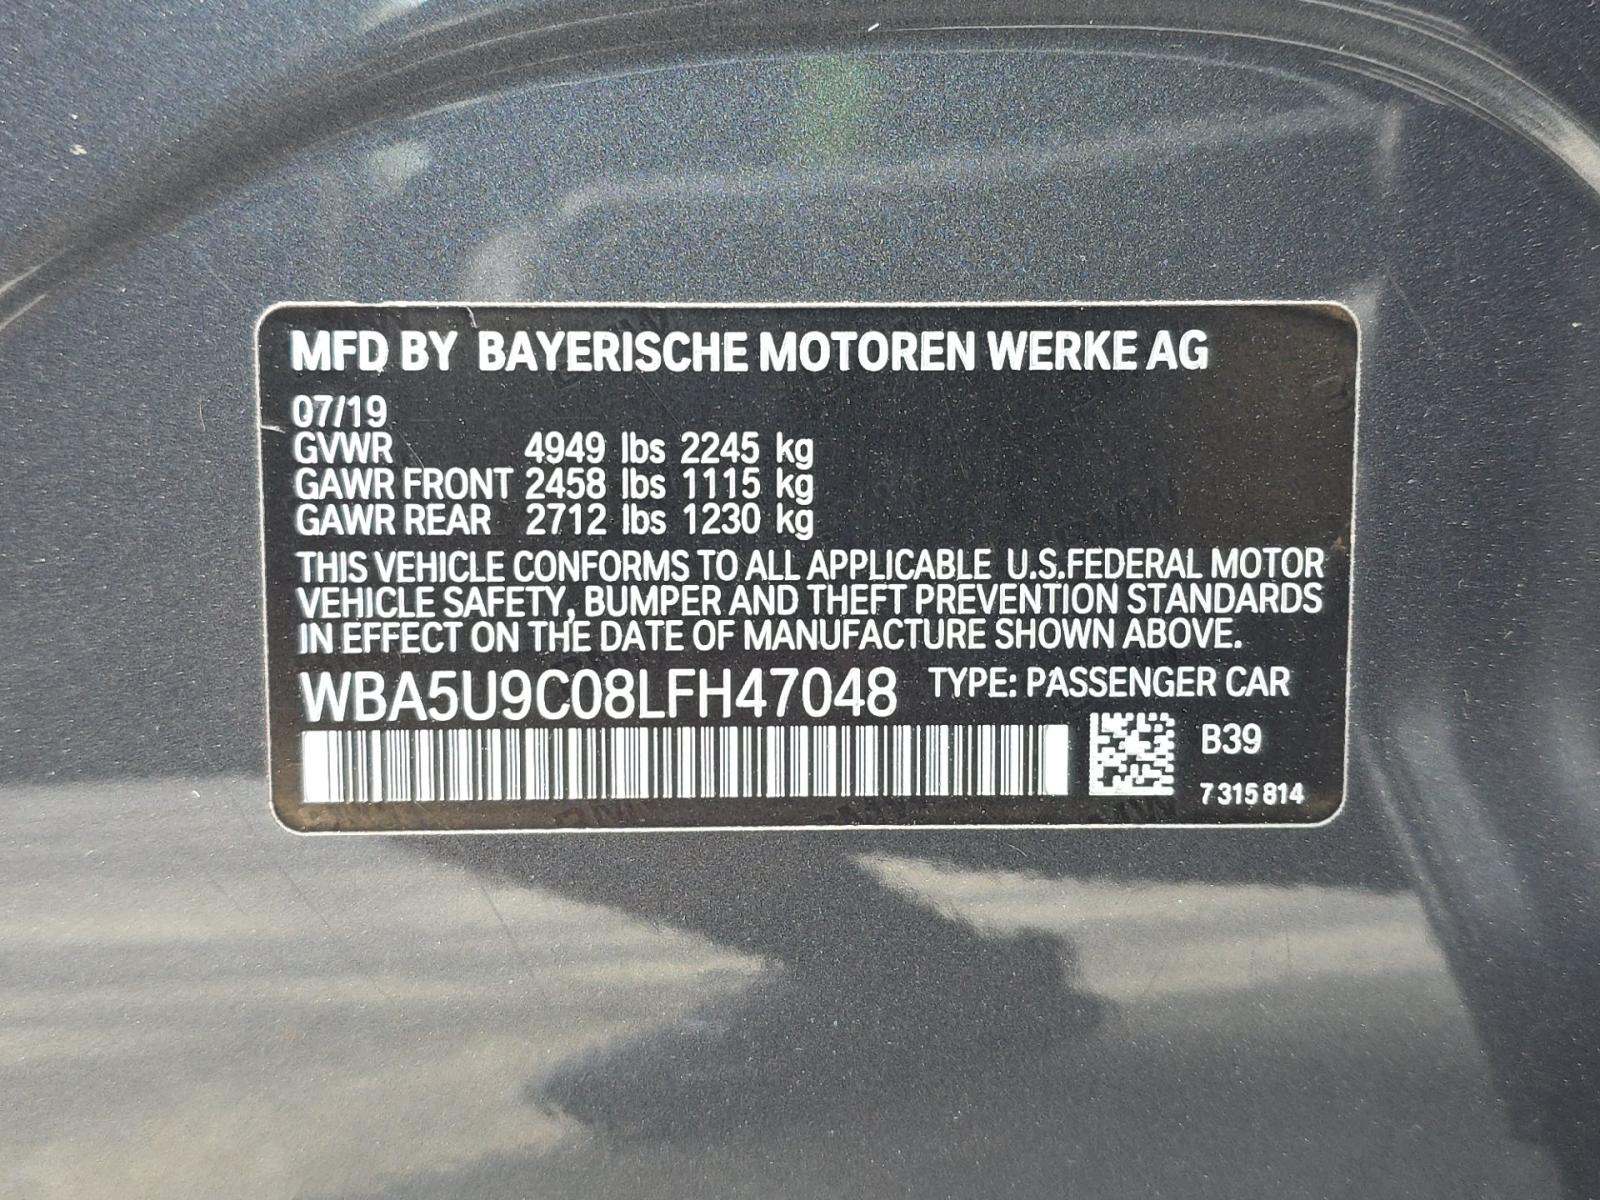 MFD BY BAYERISCHE MOTOREN WERKE AG
07/19
GVWR 4949 lbs 2245 kg
GAWR FRONT 2458 lbs 1115 kg
GAWR REAR 2712 lbs 1230 kg
THIS VEHICLE CONFORMS TO ALL APPLICABLE U.S.FEDERAL MOTOR
VEHICLE SAFETY, BUMPER AND THEFT PREVENTION STANDARDS
IN EFFECT ON THE DATE OF MANUFACTURE SHOWN ABOVE.
WBA5U9C08LFH47048 TYPE: PASSENGER CAR
B39
7 315 814